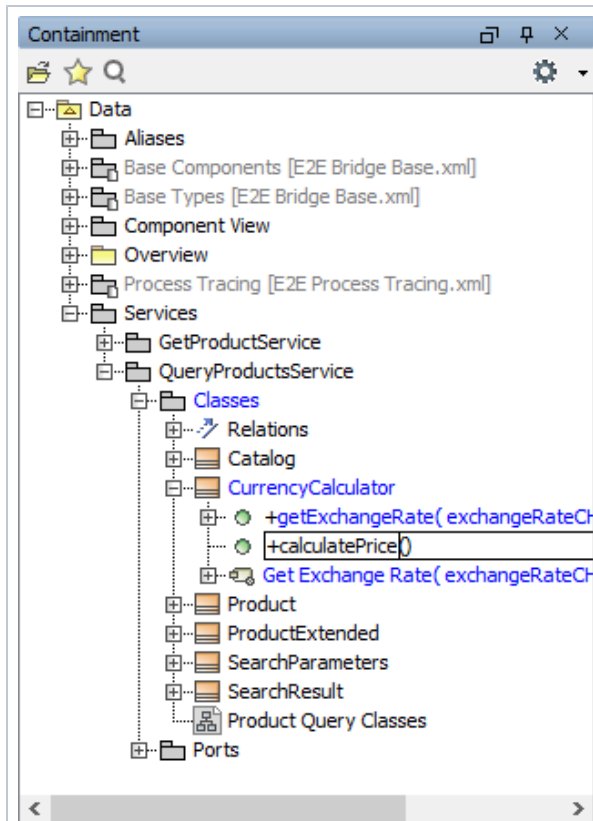 Containment
Data
Aliases
Base Components [E2E Bridge Base.xml]
Base Types [E2E Bridge Base.xml]
Component View
Overview
Process Tracing [E2E Process Tracing.xml]
Services
GetProductService
QueryProductsService
Classes
Relations
Catalog
CurrencyCalculator
+getExchangeRate( exchangeRateCH
+calculatePrice()
Get Exchange Rate( exchangeRateCH
Product
ProductExtended
SearchParameters
SearchResult
Product Query Classes
Ports